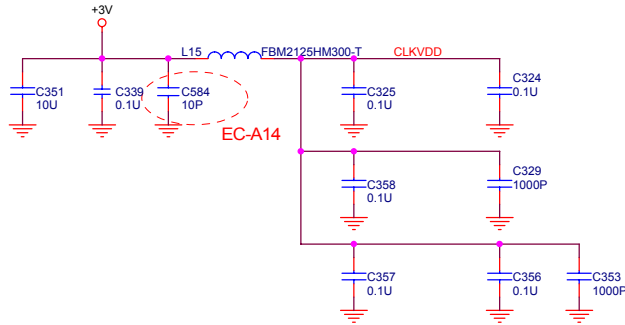 +3V
L15 FBM2125HM300-T CLKVDD
C351
10U
C339
0.1U
C584
10P
EC-A14
C325
0.1U
C324
0.1U
C358
0.1U
C329
1000P
C357
0.1U
C356
0.1U
C353
1000P